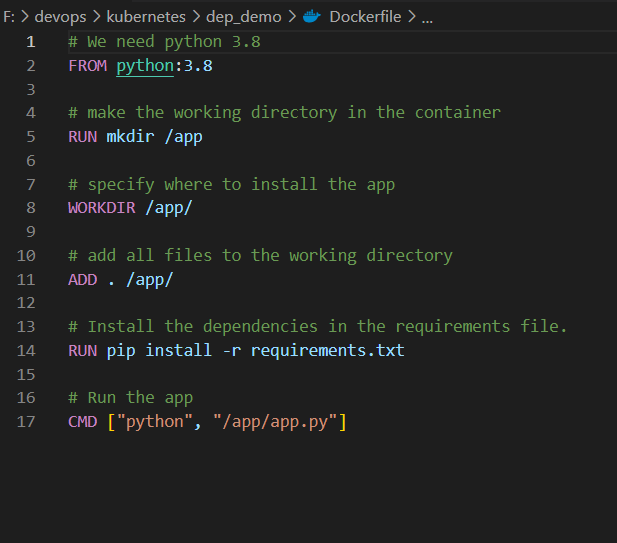 F: > devops > kubernetes > dep_demo > Dockerfile > ...
1 # We need python 3.8
2 FROM python:3.8
3
4 # make the working directory in the container
5 RUN mkdir /app
6
7 # specify where to install the app
8 WORKDIR /app/
9
10 # add all files to the working directory
11 ADD . /app/
12
13 # Install the dependencies in the requirements file.
14 RUN pip install -r requirements.txt
15
16 # Run the app
17 CMD ["python", "/app/app.py"]